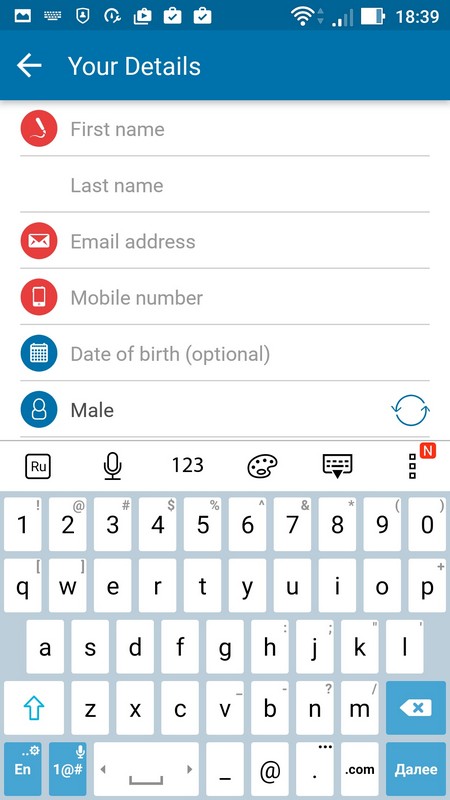 18:39
Your Details
First name
Last name
Email address
Mobile number
Date of birth (optional)
Male
Ru 123 N
! @ # $ % ^ & * ( )
1 2 3 4 5 6 7 8 9 0
[ ] +
q w e r t y u i o p
: ; " '
a s d f g h j k l
_ - ? /
z x c v b n m
En 1@# _ @ . .com Далее